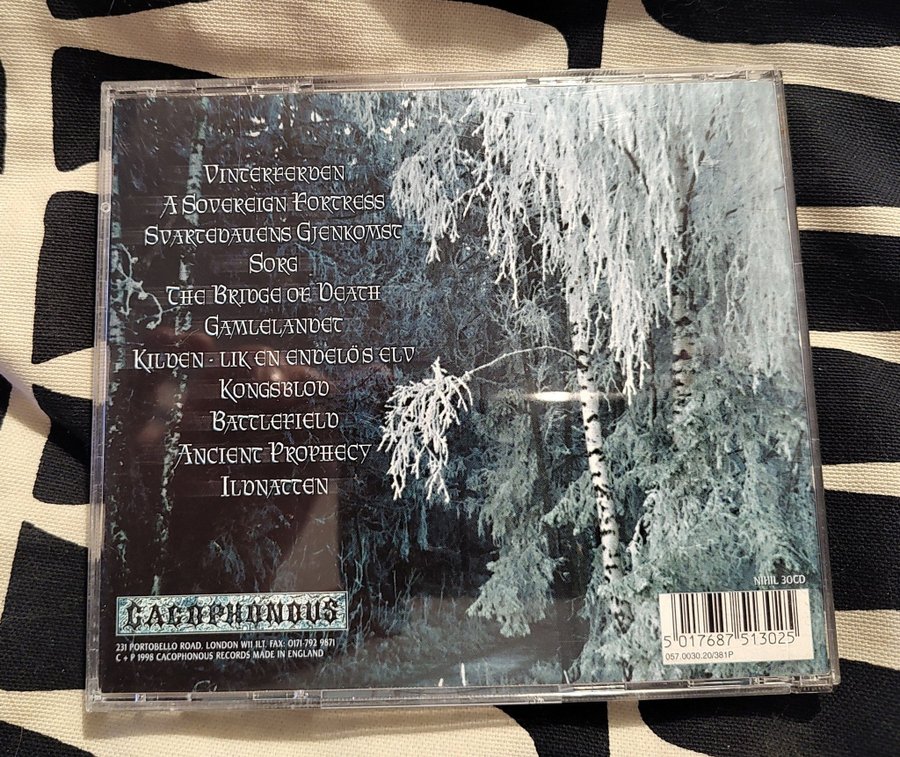 Vinterferden
A Sovereign Fortress
Svartedauens Gjenkomst
Sorg
The Bridge of Death
Gamlelandet
Kilden - lik en endelös elv
Kongsblod
Battlefield
Ancient Prophecy
Ildnatten
NIHIL 30CD
CACOPHONOUS
231 PORTOBELLO ROAD, LONDON W11 1LT. FAX: 0171-792 9871
C + P 1998 CACOPHONOUS RECORDS MADE IN ENGLAND
5 017687 513025
057.0030.20/381P